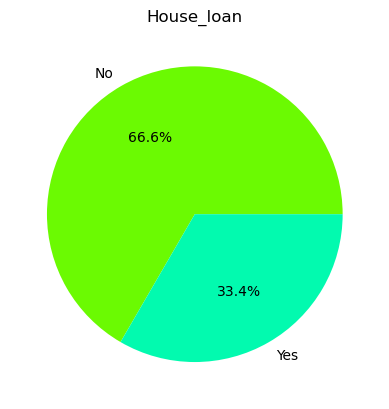 House_loan
No
66.6%
33.4%
Yes